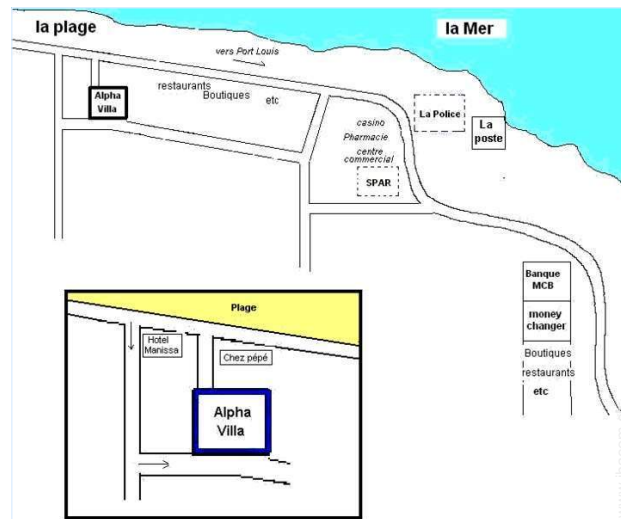 la plage
la Mer
vers Port Louis
Alpha
Villa
restaurants
Boutiques
etc
casino
Pharmacie
centre
commercial
SPAR
La Police
La
poste
Banque
MCB
money
changer
Boutiques
restaurants
etc
Plage
Hotel
Manissa
Chez pépé
Alpha
Villa